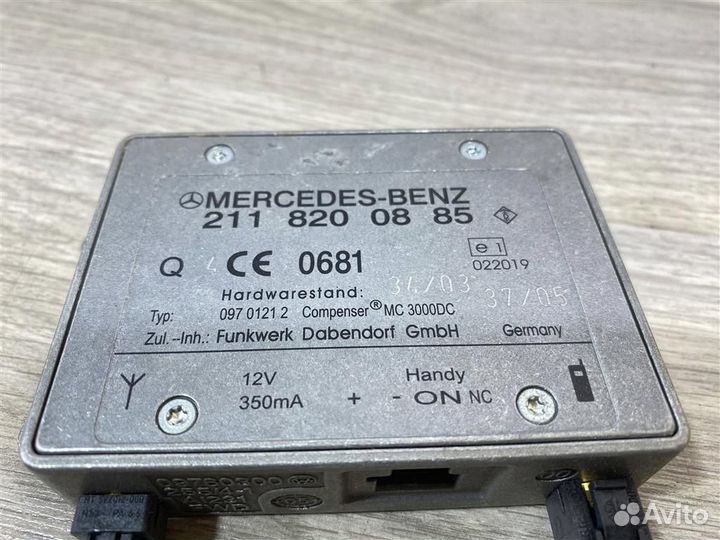 MERCEDES-BENZ
211 820 08 85
Q 4 CE 0681
e1
022019
Hardwarestand: 34/03 37/05
Typ: 097 0121 2 Compenser® MC 3000DC
Zul.-Inh.: Funkwerk Dabendorf GmbH Germany
12V Handy
350mA + - ON NC
Avito